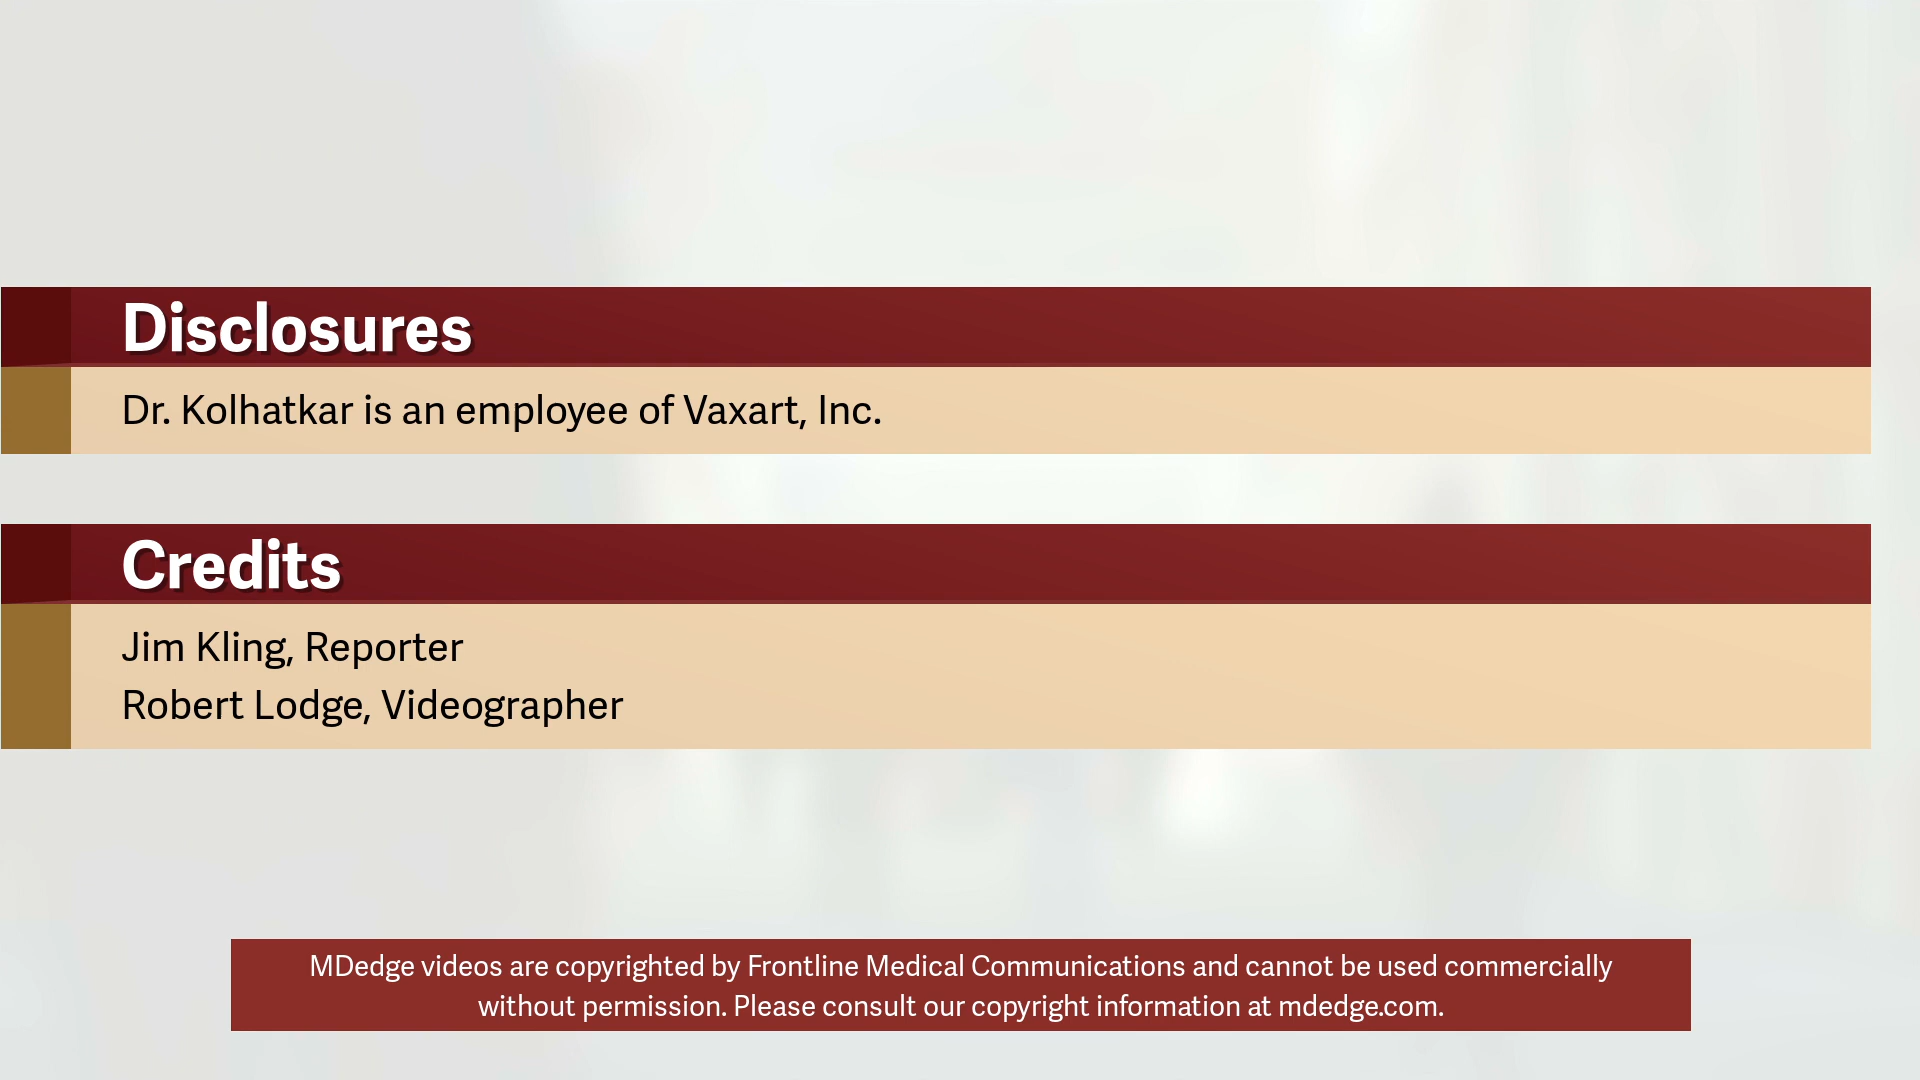 Disclosures
Dr. Kolhatkar is an employee of Vaxart, Inc.
Credits
Jim Kling, Reporter
Robert Lodge, Videographer
MDedge videos are copyrighted by Frontline Medical Communications and cannot be used commercially
without permission. Please consult our copyright information at mdedge.com.